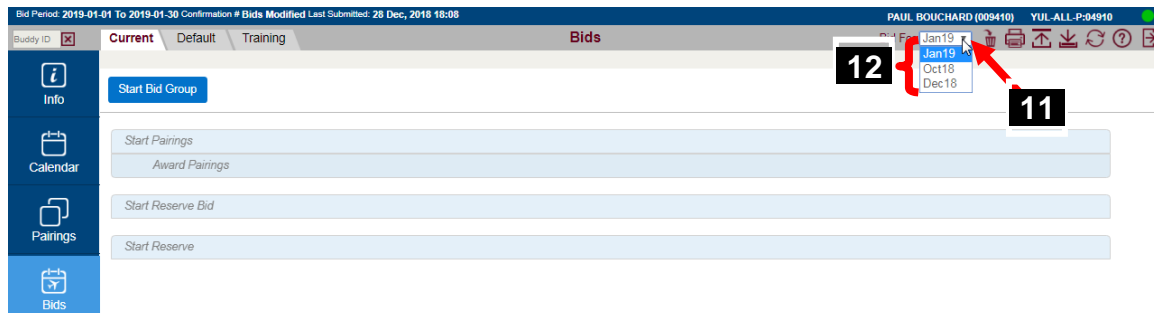 Bid Period: 2019-01-01 To 2019-01-30 Confirmation # Bids Modified Last Submitted: 28 Dec, 2018 18:08
PAUL BOUCHARD (009410) YUL-ALL-P:04910
Buddy ID
Current Default Training
Bids
Bid For Jan19
Jan19
Oct18
Dec18
12
11
Info
Start Bid Group
Start Pairings
Calendar
Award Pairings
Start Reserve Bid
Pairings
Start Reserve
Bids